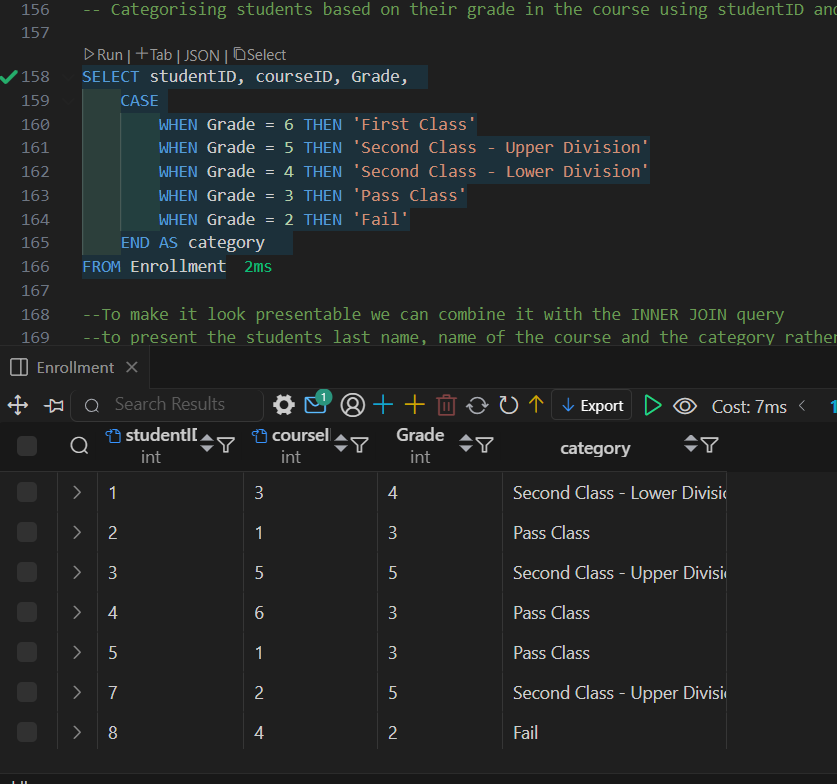 156 -- Categorising students based on their grade in the course using studentID and
157
Run | Tab | JSON | Select
158 SELECT studentID, courseID, Grade,
159 CASE
160 WHEN Grade = 6 THEN 'First Class'
161 WHEN Grade = 5 THEN 'Second Class - Upper Division'
162 WHEN Grade = 4 THEN 'Second Class - Lower Division'
163 WHEN Grade = 3 THEN 'Pass Class'
164 WHEN Grade = 2 THEN 'Fail'
165 END AS category
166 FROM Enrollment 2ms
167
168 --To make it look presentable we can combine it with the INNER JOIN query
169 --to present the students last name, name of the course and the category rather
Enrollment
Search Results 1 Export Cost: 7ms 1
studentID courseI Grade category
int int int
1 3 4 Second Class - Lower Divisio
2 1 3 Pass Class
3 5 5 Second Class - Upper Divisio
4 6 3 Pass Class
5 1 3 Pass Class
7 2 5 Second Class - Upper Divisio
8 4 2 Fail